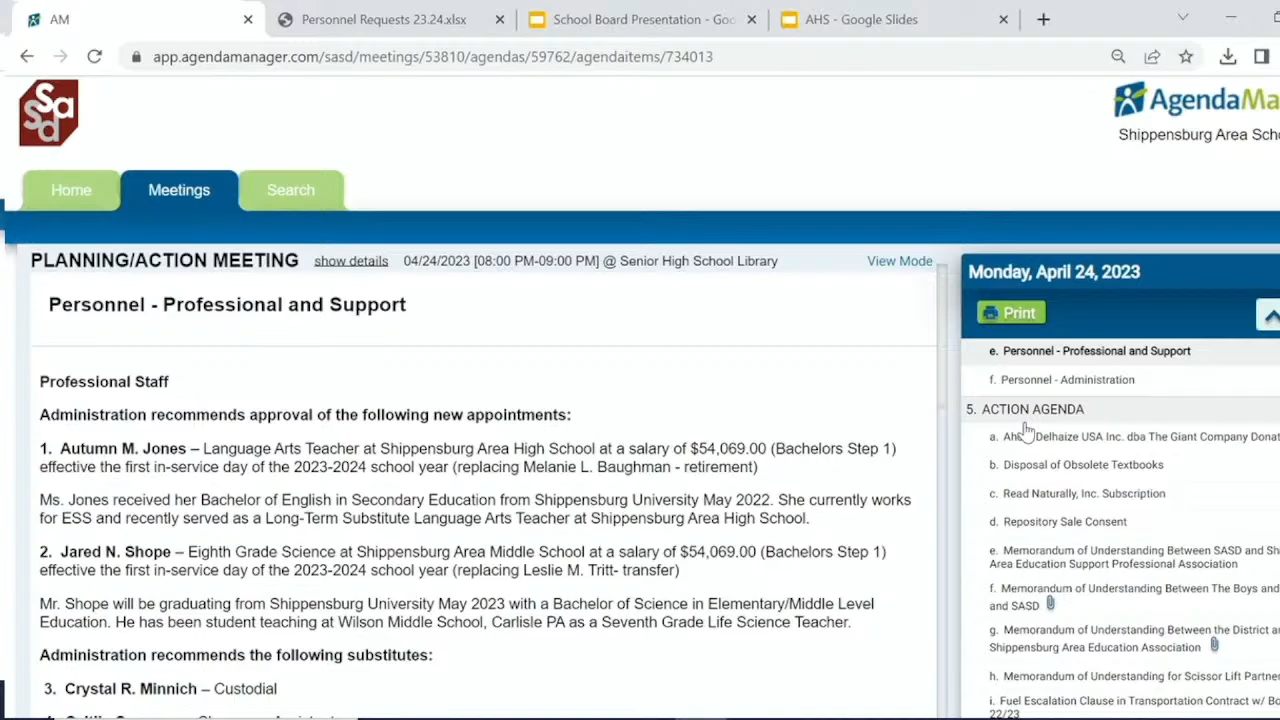 AM
Personnel Requests 23.24.xlsx
School Board Presentation - Goo
AHS - Google Slides
app.agendamanager.com/sasd/meetings/53810/agendas/59762/agendaitems/734013
Sa
Sd
AgendaMa
Shippensburg Area Scho
Home
Meetings
Search
PLANNING/ACTION MEETING show details 04/24/2023 [08:00 PM-09:00 PM] @ Senior High School Library View Mode
Personnel - Professional and Support
Professional Staff
Administration recommends approval of the following new appointments:
1. Autumn M. Jones – Language Arts Teacher at Shippensburg Area High School at a salary of $54,069.00 (Bachelors Step 1)
effective the first in-service day of the 2023-2024 school year (replacing Melanie L. Baughman - retirement)
Ms. Jones received her Bachelor of English in Secondary Education from Shippensburg University May 2022. She currently works
for ESS and recently served as a Long-Term Substitute Language Arts Teacher at Shippensburg Area High School.
2. Jared N. Shope – Eighth Grade Science at Shippensburg Area Middle School at a salary of $54,069.00 (Bachelors Step 1)
effective the first in-service day of the 2023-2024 school year (replacing Leslie M. Tritt- transfer)
Mr. Shope will be graduating from Shippensburg University May 2023 with a Bachelor of Science in Elementary/Middle Level
Education. He has been student teaching at Wilson Middle School, Carlisle PA as a Seventh Grade Life Science Teacher.
Administration recommends the following substitutes:
3. Crystal R. Minnich – Custodial
Monday, April 24, 2023
Print
e. Personnel - Professional and Support
f. Personnel - Administration
5. ACTION AGENDA
a. Delhaize USA Inc. dba The Giant Company Donat
b. Disposal of Obsolete Textbooks
c. Read Naturally, Inc. Subscription
d. Repository Sale Consent
e. Memorandum of Understanding Between SASD and Sh
Area Education Support Professional Association
f. Memorandum of Understanding Between The Boys and
and SASD
g. Memorandum of Understanding Between the District an
Shippensburg Area Education Association
h. Memorandum of Understanding for Scissor Lift Partner
i. Fuel Escalation Clause in Transportation Contract w/ Bo
22/23